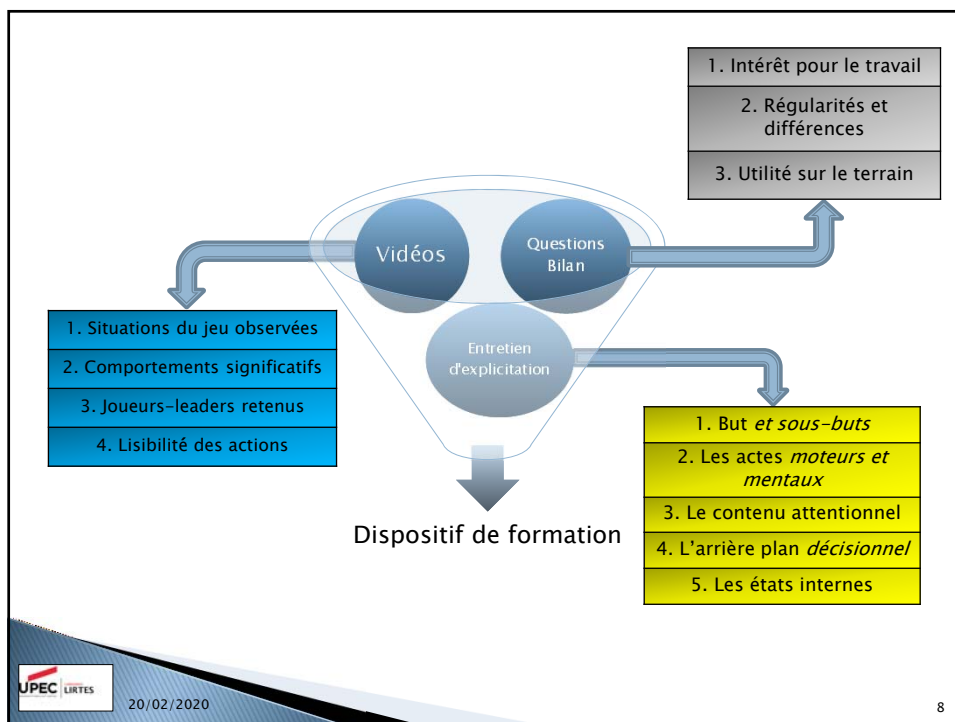 1. Intérêt pour le travail
2. Régularités et
différences
3. Utilité sur le terrain
Vidéos
Questions
Bilan
Entretien
d'explicitation
1. Situations du jeu observées
2. Comportements significatifs
3. Joueurs-leaders retenus
4. Lisibilité des actions
1. But et sous-buts
2. Les actes moteurs et
mentaux
3. Le contenu attentionnel
4. L'arrière plan décisionnel
5. Les états internes
Dispositif de formation
UPEC LIRTES
20/02/2020
8